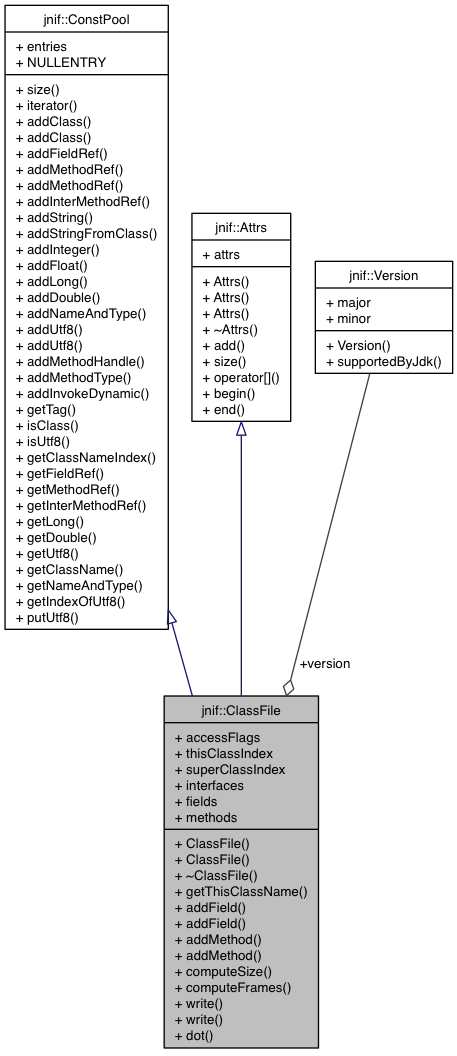 jnif::ConstPool
+ entries
+ NULLENTRY
+ size()
+ iterator()
+ addClass()
+ addClass()
+ addFieldRef()
+ addMethodRef()
+ addMethodRef()
+ addInterMethodRef()
+ addString()
+ addStringFromClass()
+ addInteger()
+ addFloat()
+ addLong()
+ addDouble()
+ addNameAndType()
+ addUtf8()
+ addUtf8()
+ addMethodHandle()
+ addMethodType()
+ addInvokeDynamic()
+ getTag()
+ isClass()
+ isUtf8()
+ getClassNameIndex()
+ getFieldRef()
+ getMethodRef()
+ getInterMethodRef()
+ getLong()
+ getDouble()
+ getUtf8()
+ getClassName()
+ getNameAndType()
+ getIndexOfUtf8()
+ putUtf8()
jnif::Attrs
+ attrs
+ Attrs()
+ Attrs()
+ Attrs()
+ ~Attrs()
+ add()
+ size()
+ operator[]()
+ begin()
+ end()
jnif::Version
+ major
+ minor
+ Version()
+ supportedByJdk()
+version
jnif::ClassFile
+ accessFlags
+ thisClassIndex
+ superClassIndex
+ interfaces
+ fields
+ methods
+ ClassFile()
+ ClassFile()
+ ~ClassFile()
+ getThisClassName()
+ addField()
+ addField()
+ addMethod()
+ addMethod()
+ computeSize()
+ computeFrames()
+ write()
+ write()
+ dot()